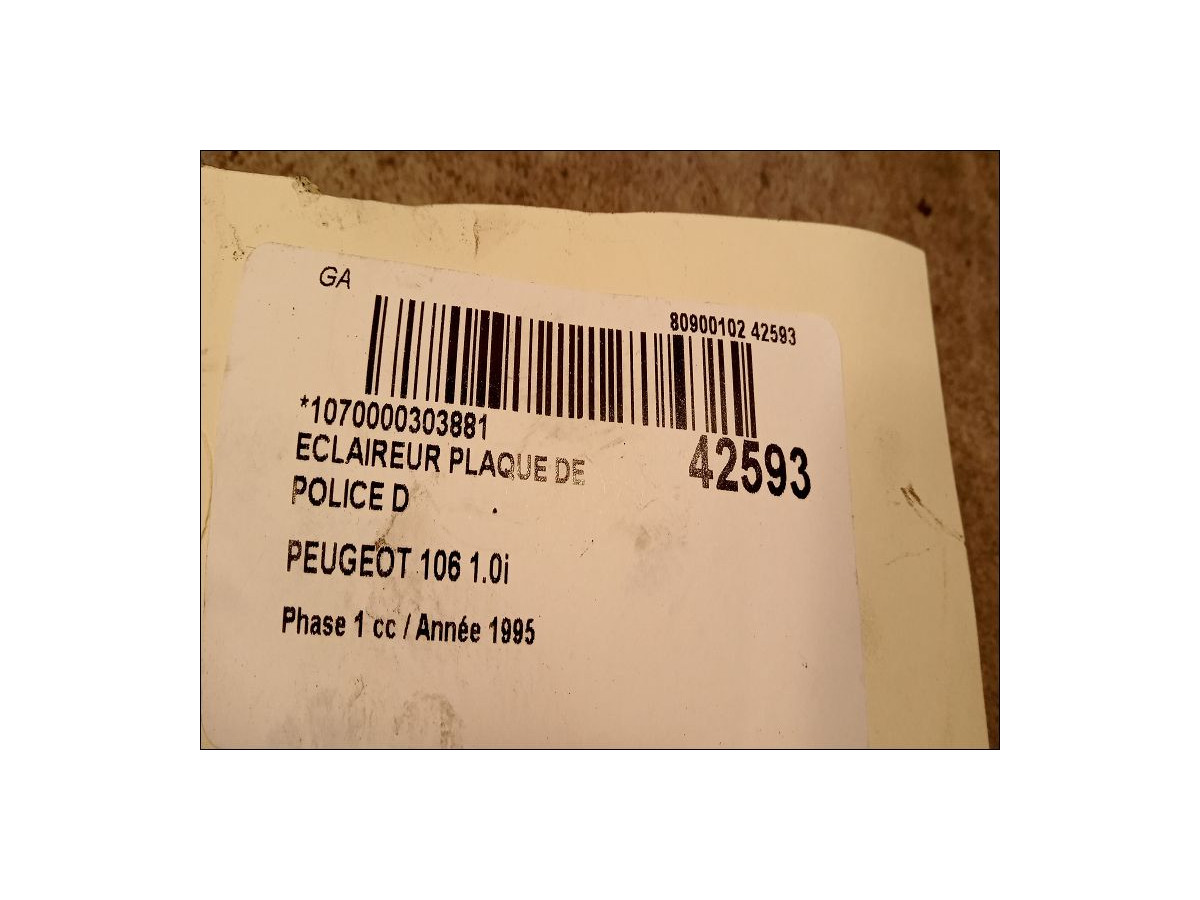 GA
80900102 42593
*1070000303881
42593
ECLAIREUR PLAQUE DE
POLICE D
PEUGEOT 106 1.0i
Phase 1 cc / Année 1995